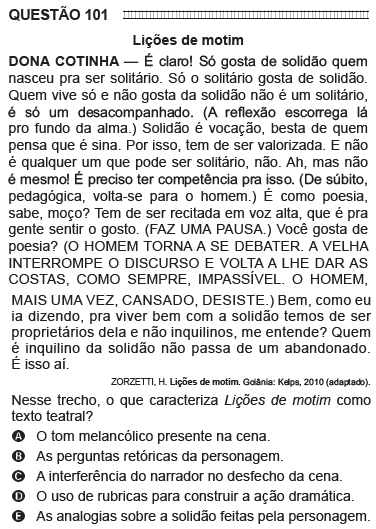 QUESTÃO 101
Lições de motim
DONA COTINHA — É claro! Só gosta de solidão quem
nasceu pra ser solitário. Só o solitário gosta de solidão.
Quem vive só e não gosta da solidão não é um solitário,
é só um desacompanhado. (A reflexão escorrega lá
pro fundo da alma.) Solidão é vocação, besta de quem
pensa que é sina. Por isso, tem de ser valorizada. E não
é qualquer um que pode ser solitário, não. Ah, mas não
é mesmo! É preciso ter competência pra isso. (De súbito,
pedagógica, volta-se para o homem.) É como poesia,
sabe, moço? Tem de ser recitada em voz alta, que é pra
gente sentir o gosto. (FAZ UMA PAUSA.) Você gosta de
poesia? (O HOMEM TORNA A SE DEBATER. A VELHA
INTERROMPE O DISCURSO E VOLTA A LHE DAR AS
COSTAS, COMO SEMPRE, IMPASSÍVEL. O HOMEM,
MAIS UMA VEZ, CANSADO, DESISTE.) Bem, como eu
ia dizendo, pra viver bem com a solidão temos de ser
proprietários dela e não inquilinos, me entende? Quem
é inquilino da solidão não passa de um abandonado.
É isso aí.
ZORZETTI, H. Lições de motim. Goiânia: Kelps, 2010 (adaptado).
Nesse trecho, o que caracteriza Lições de motim como
texto teatral?
A O tom melancólico presente na cena.
B As perguntas retóricas da personagem.
C A interferência do narrador no desfecho da cena.
D O uso de rubricas para construir a ação dramática.
E As analogias sobre a solidão feitas pela personagem.